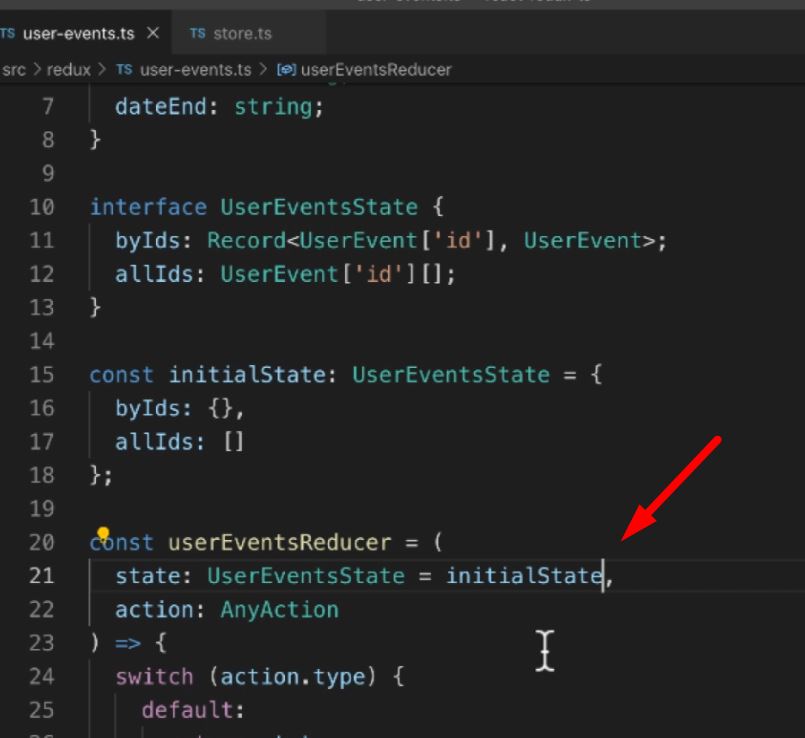 TS user-events.ts × TS store.ts
src > redux > TS user-events.ts > userEventsReducer
7 dateEnd: string;
8 }
9
10 interface UserEventsState {
11 byIds: Record<UserEvent['id'], UserEvent>;
12 allIds: UserEvent['id'][];
13 }
14
15 const initialState: UserEventsState = {
16 byIds: {},
17 allIds: []
18 };
19
20 const userEventsReducer = (
21 state: UserEventsState = initialState,
22 action: AnyAction
23 ) => {
24 switch (action.type) {
25 default: